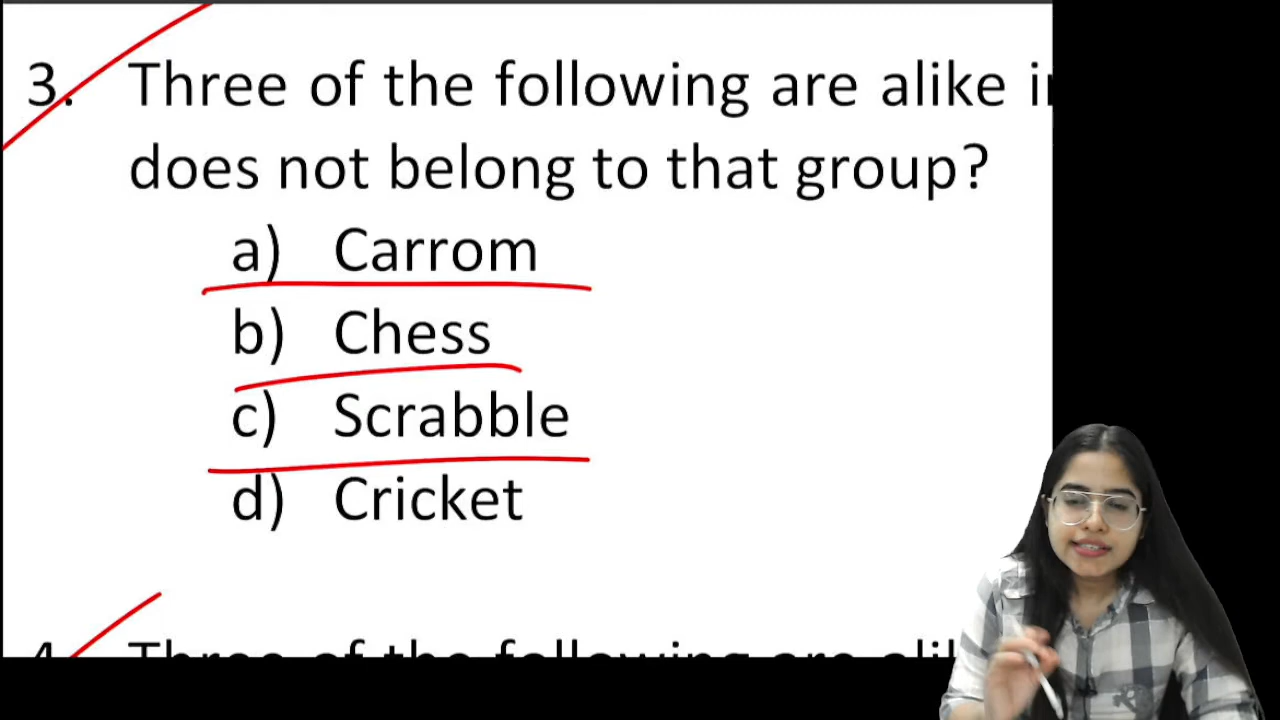 3. Three of the following are alike
does not belong to that group?
a) Carrom
b) Chess
c) Scrabble
d) Cricket
4. Three of the following are